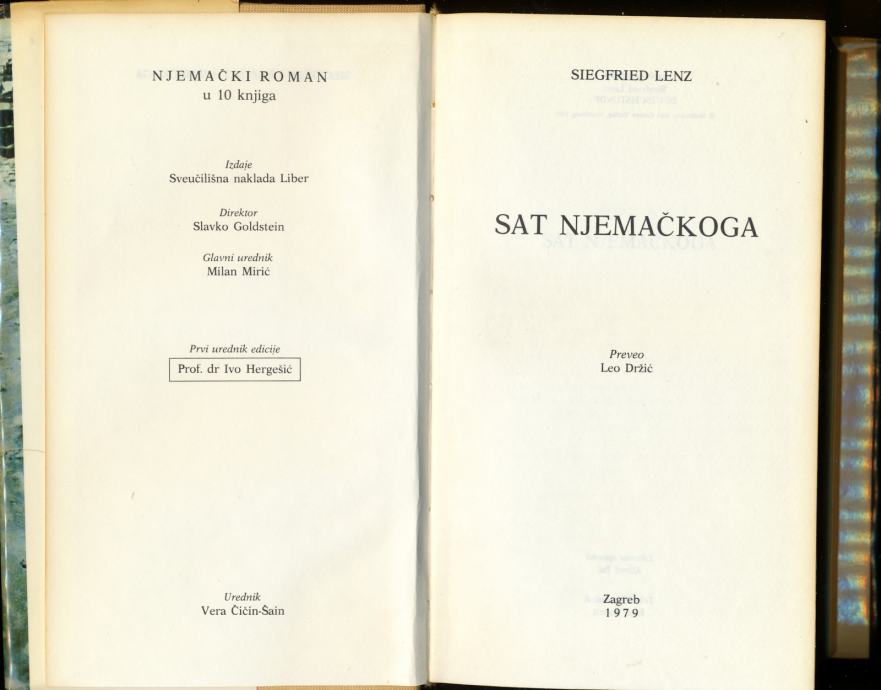 NJEMAČKI ROMAN
u 10 knjiga
Izdaje
Sveučilišna naklada Liber
Direktor
Slavko Goldstein
Glavni urednik
Milan Mirić
Prvi urednik edicije
Prof. dr Ivo Hergešić
Urednik
Vera Čičin-Šain
SIEGFRIED LENZ
SAT NJEMAČKOGA
Preveo
Leo Držić
Zagreb
1979